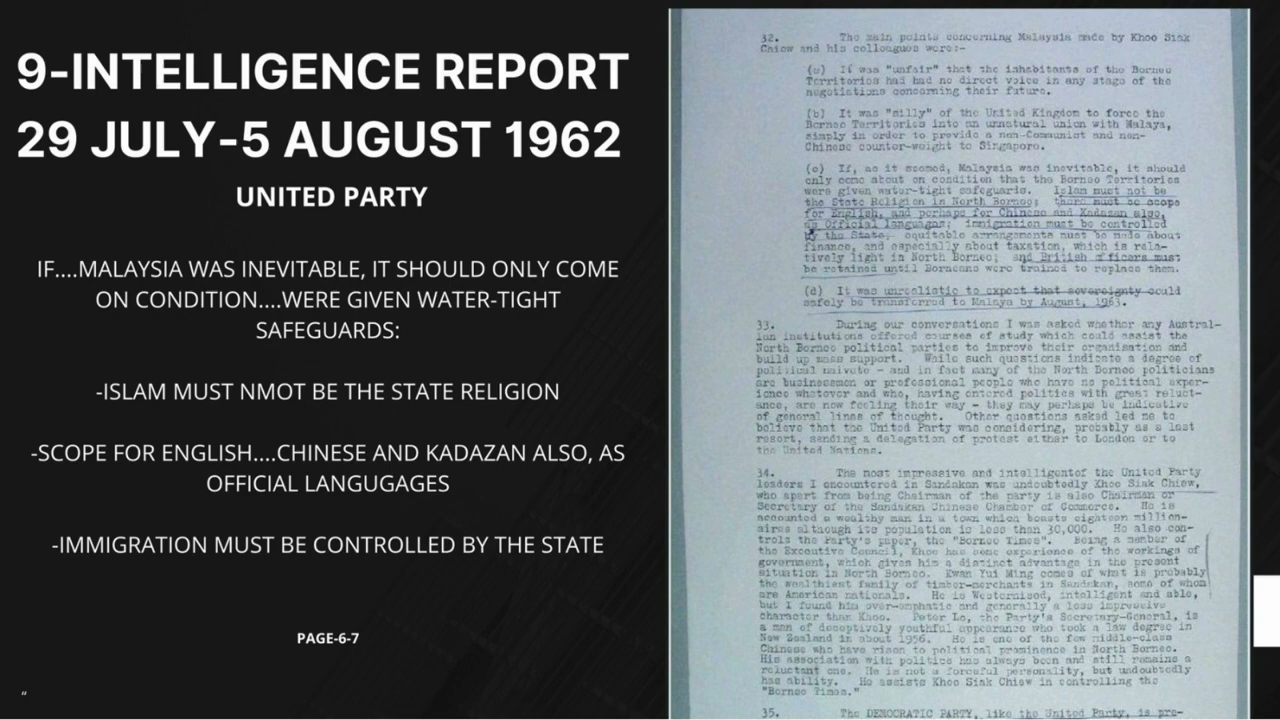 9-INTELLIGENCE REPORT
29 JULY-5 AUGUST 1962
UNITED PARTY
IF....MALAYSIA WAS INEVITABLE, IT SHOULD ONLY COME
ON CONDITION....WERE GIVEN WATER-TIGHT
SAFEGUARDS:
-ISLAM MUST NMOT BE THE STATE RELIGION
-SCOPE FOR ENGLISH....CHINESE AND KADAZAN ALSO, AS
OFFICIAL LANGUGAGES
-IMMIGRATION MUST BE CONTROLLED BY THE STATE
PAGE-6-7
“
32. The main points concerning Malaysia made by Khoo Siak
Chiew and his colleagues were:-
(a) It was "unfair" that the inhabitants of the Borneo
Territories had had no direct voice in any stage of the
negotiations concerning their future.
(b) It was "silly" of the United Kingdom to force the
Borneo Territories into an unnatural union with Malaya,
simply in order to provide a non-Communist and non-
Chinese counter-weight to Singapore.
(c) If, as it seemed, Malaysia was inevitable, it should
only come about on condition that the Borneo Territories
were given water-tight safeguards. Islam must not be
the State Religion in North Borneo; there must be scope
for English, and perhaps for Chinese and Kadazan also,
as Official languages; immigration must be controlled
by the State; equitable arrangements must be made about
finance, and especially about taxation, which is rela-
tively light in North Borneo; and British officers must
be retained until Borneans were trained to replace them.
(d) It was unrealistic to expect that sovereignty could
safely be transferred to Malaya by August, 1963.
33. During our conversations I was asked whether any Austral-
ian institutions offered courses of study which could assist the
North Borneo political parties to improve their organisation and
build up mass support. While such questions indicate a degree of
political naivete - and in fact many of the North Borneo politicians
are businessmen or professional people who have no political exper-
ience whatever and who, having entered politics with great reluct-
ance, are now feeling their way - they may perhaps be indicative
of general lines of thought. Other questions asked led me to
believe that the United Party was considering, probably as a last
resort, sending a delegation of protest either to London or to
the United Nations.
34. The most impressive and intelligent of the United Party
leaders I encountered in Sandakan was undoubtedly Khoo Siak Chiew,
who apart from being Chairman of the party is also Chairman or
Secretary of the Sandakan Chinese Chamber of Commerce. He is
accounted a wealthy man in a town which boasts eighteen million-
aires although its population is less than 30,000. He also con-
trols the Party's paper, the "Borneo Times". Being a member of
the Executive Council, Khoo has some experience of the workings of
government, which gives him a distinct advantage in the present
situation in North Borneo. Kwan Yui Ming comes of what is probably
the wealthiest family of timber-merchants in Sandakan, some of whom
are American nationals. He is Westernised, intelligent and able,
but I found him over-emphatic and generally a less impressive
character than Khoo. Peter Lo, the Party's Secretary-General, is
a man of deceptively youthful appearance who took a law degree in
New Zealand in about 1956. He is one of the few middle-class
Chinese who have risen to political prominence in North Borneo.
His association with politics has always been and still remains a
reluctant one. He is not a forceful personality, but undoubtedly
has ability. He assists Khoo Siak Chiew in controlling the
"Borneo Times."
35. The DEMOCRATIC PARTY, like the United Party, is pre-